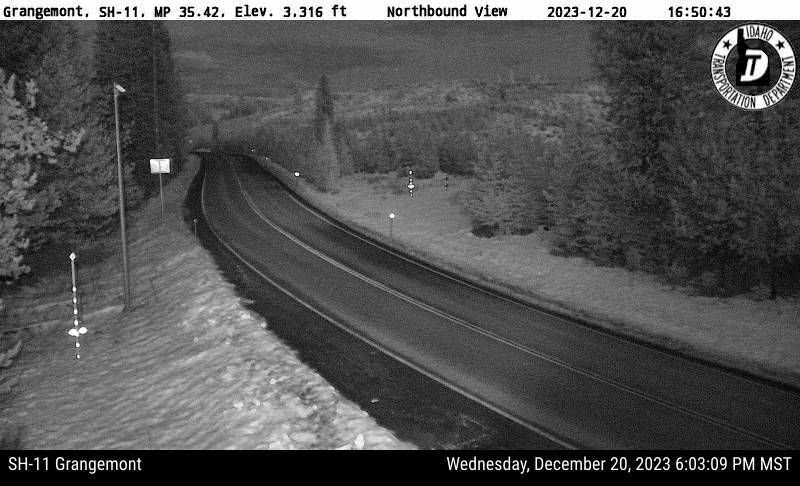 Grangemont, SH-11, MP 35.42, Elev. 3,316 ft Northbound View 2023-12-20 16:50:43
IDAHO
TRANSPORTATION DEPARTMENT
SH-11 Grangemont Wednesday, December 20, 2023 6:03:09 PM MST